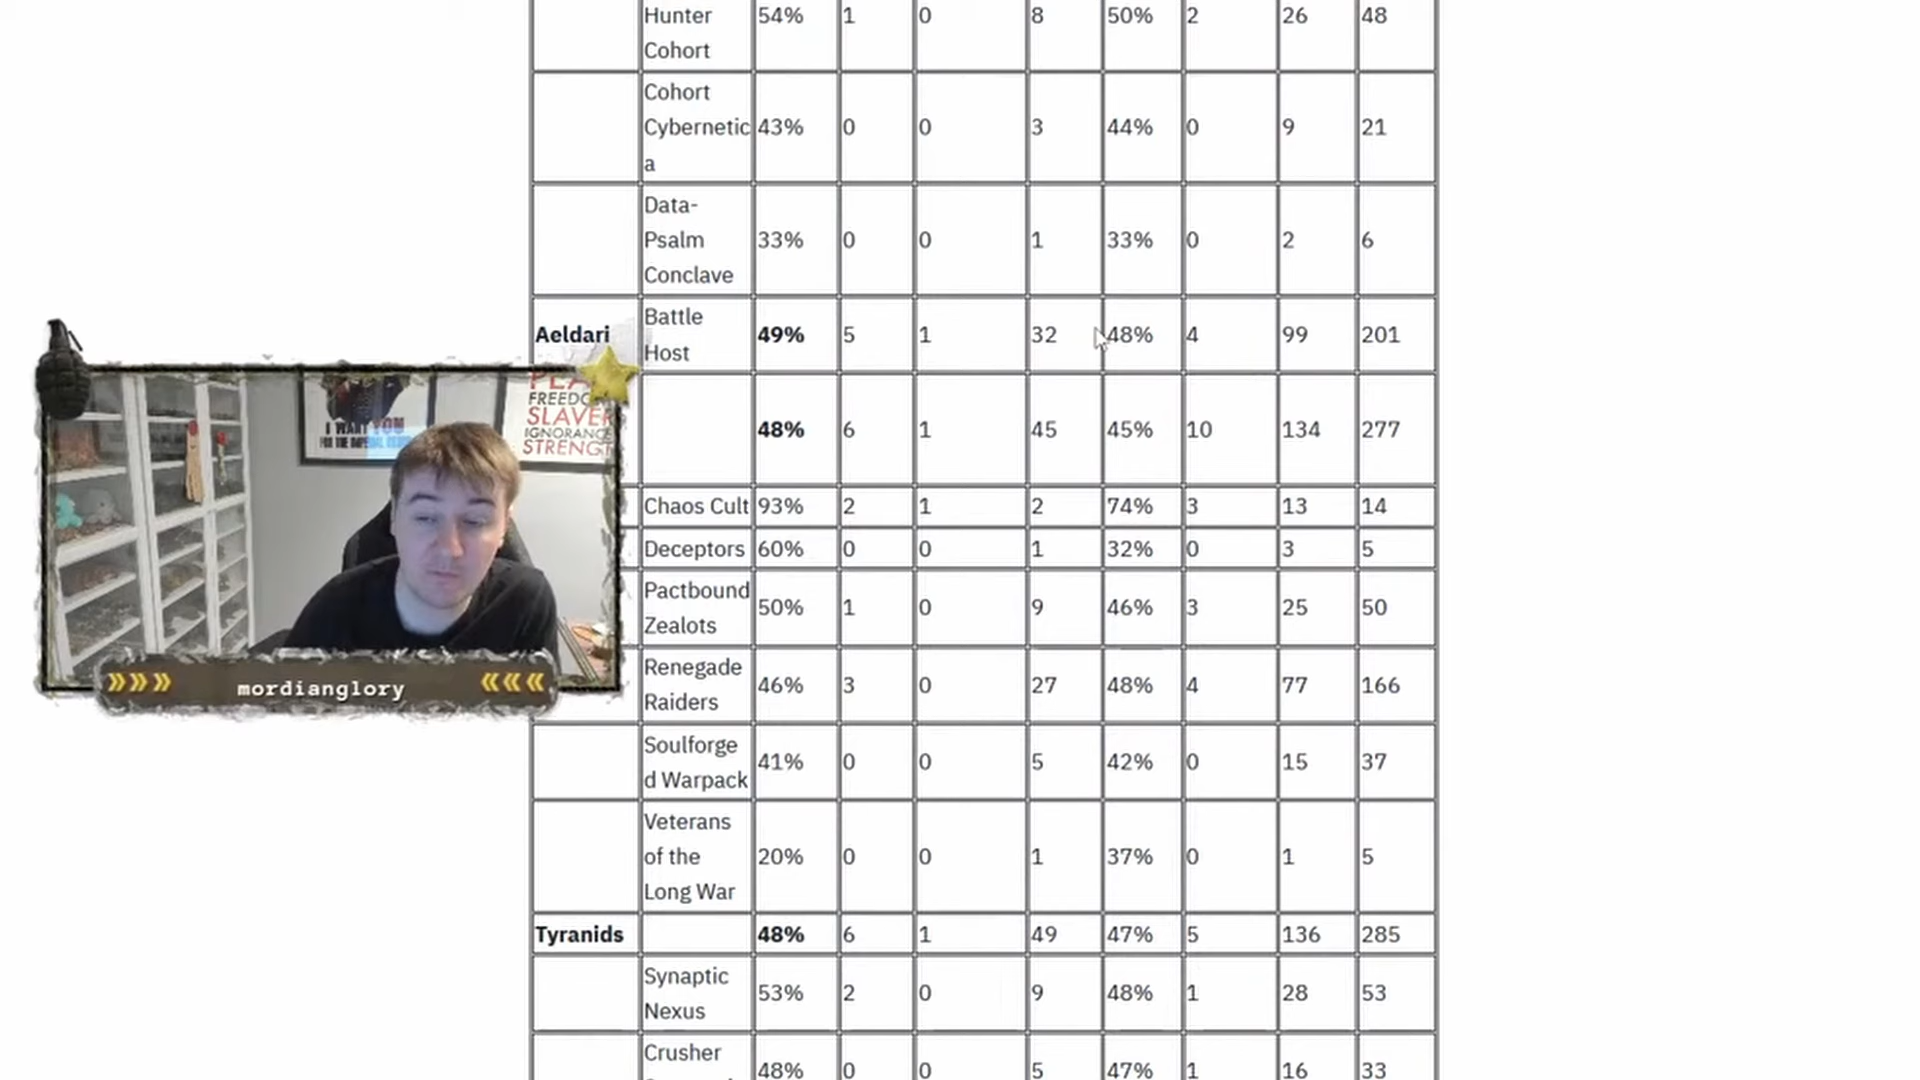 Hunter Cohort 54% 1 0 8 50% 2 26 48
Cohort Cybernetica 43% 0 0 3 44% 0 9 21
Data-Psalm Conclave 33% 0 0 1 33% 0 2 6
Aeldari Battle Host 49% 5 1 32 48% 4 99 201
48% 6 1 45 45% 10 134 277
Chaos Cult 93% 2 1 2 74% 3 13 14
Deceptors 60% 0 0 1 32% 0 3 5
Pactbound Zealots 50% 1 0 9 46% 3 25 50
Renegade Raiders 46% 3 0 27 48% 4 77 166
Soulforged Warpack 41% 0 0 5 42% 0 15 37
Veterans of the Long War 20% 0 0 1 37% 0 1 5
Tyranids 48% 6 1 49 47% 5 136 285
Synaptic Nexus 53% 2 0 9 48% 1 28 53
Crusher 48% 0 0 5 47% 1 16 33
I WANT YOU
FOR THE
FREEDO
SLAVER
IGNORANCE
STRENGT
mordianglory